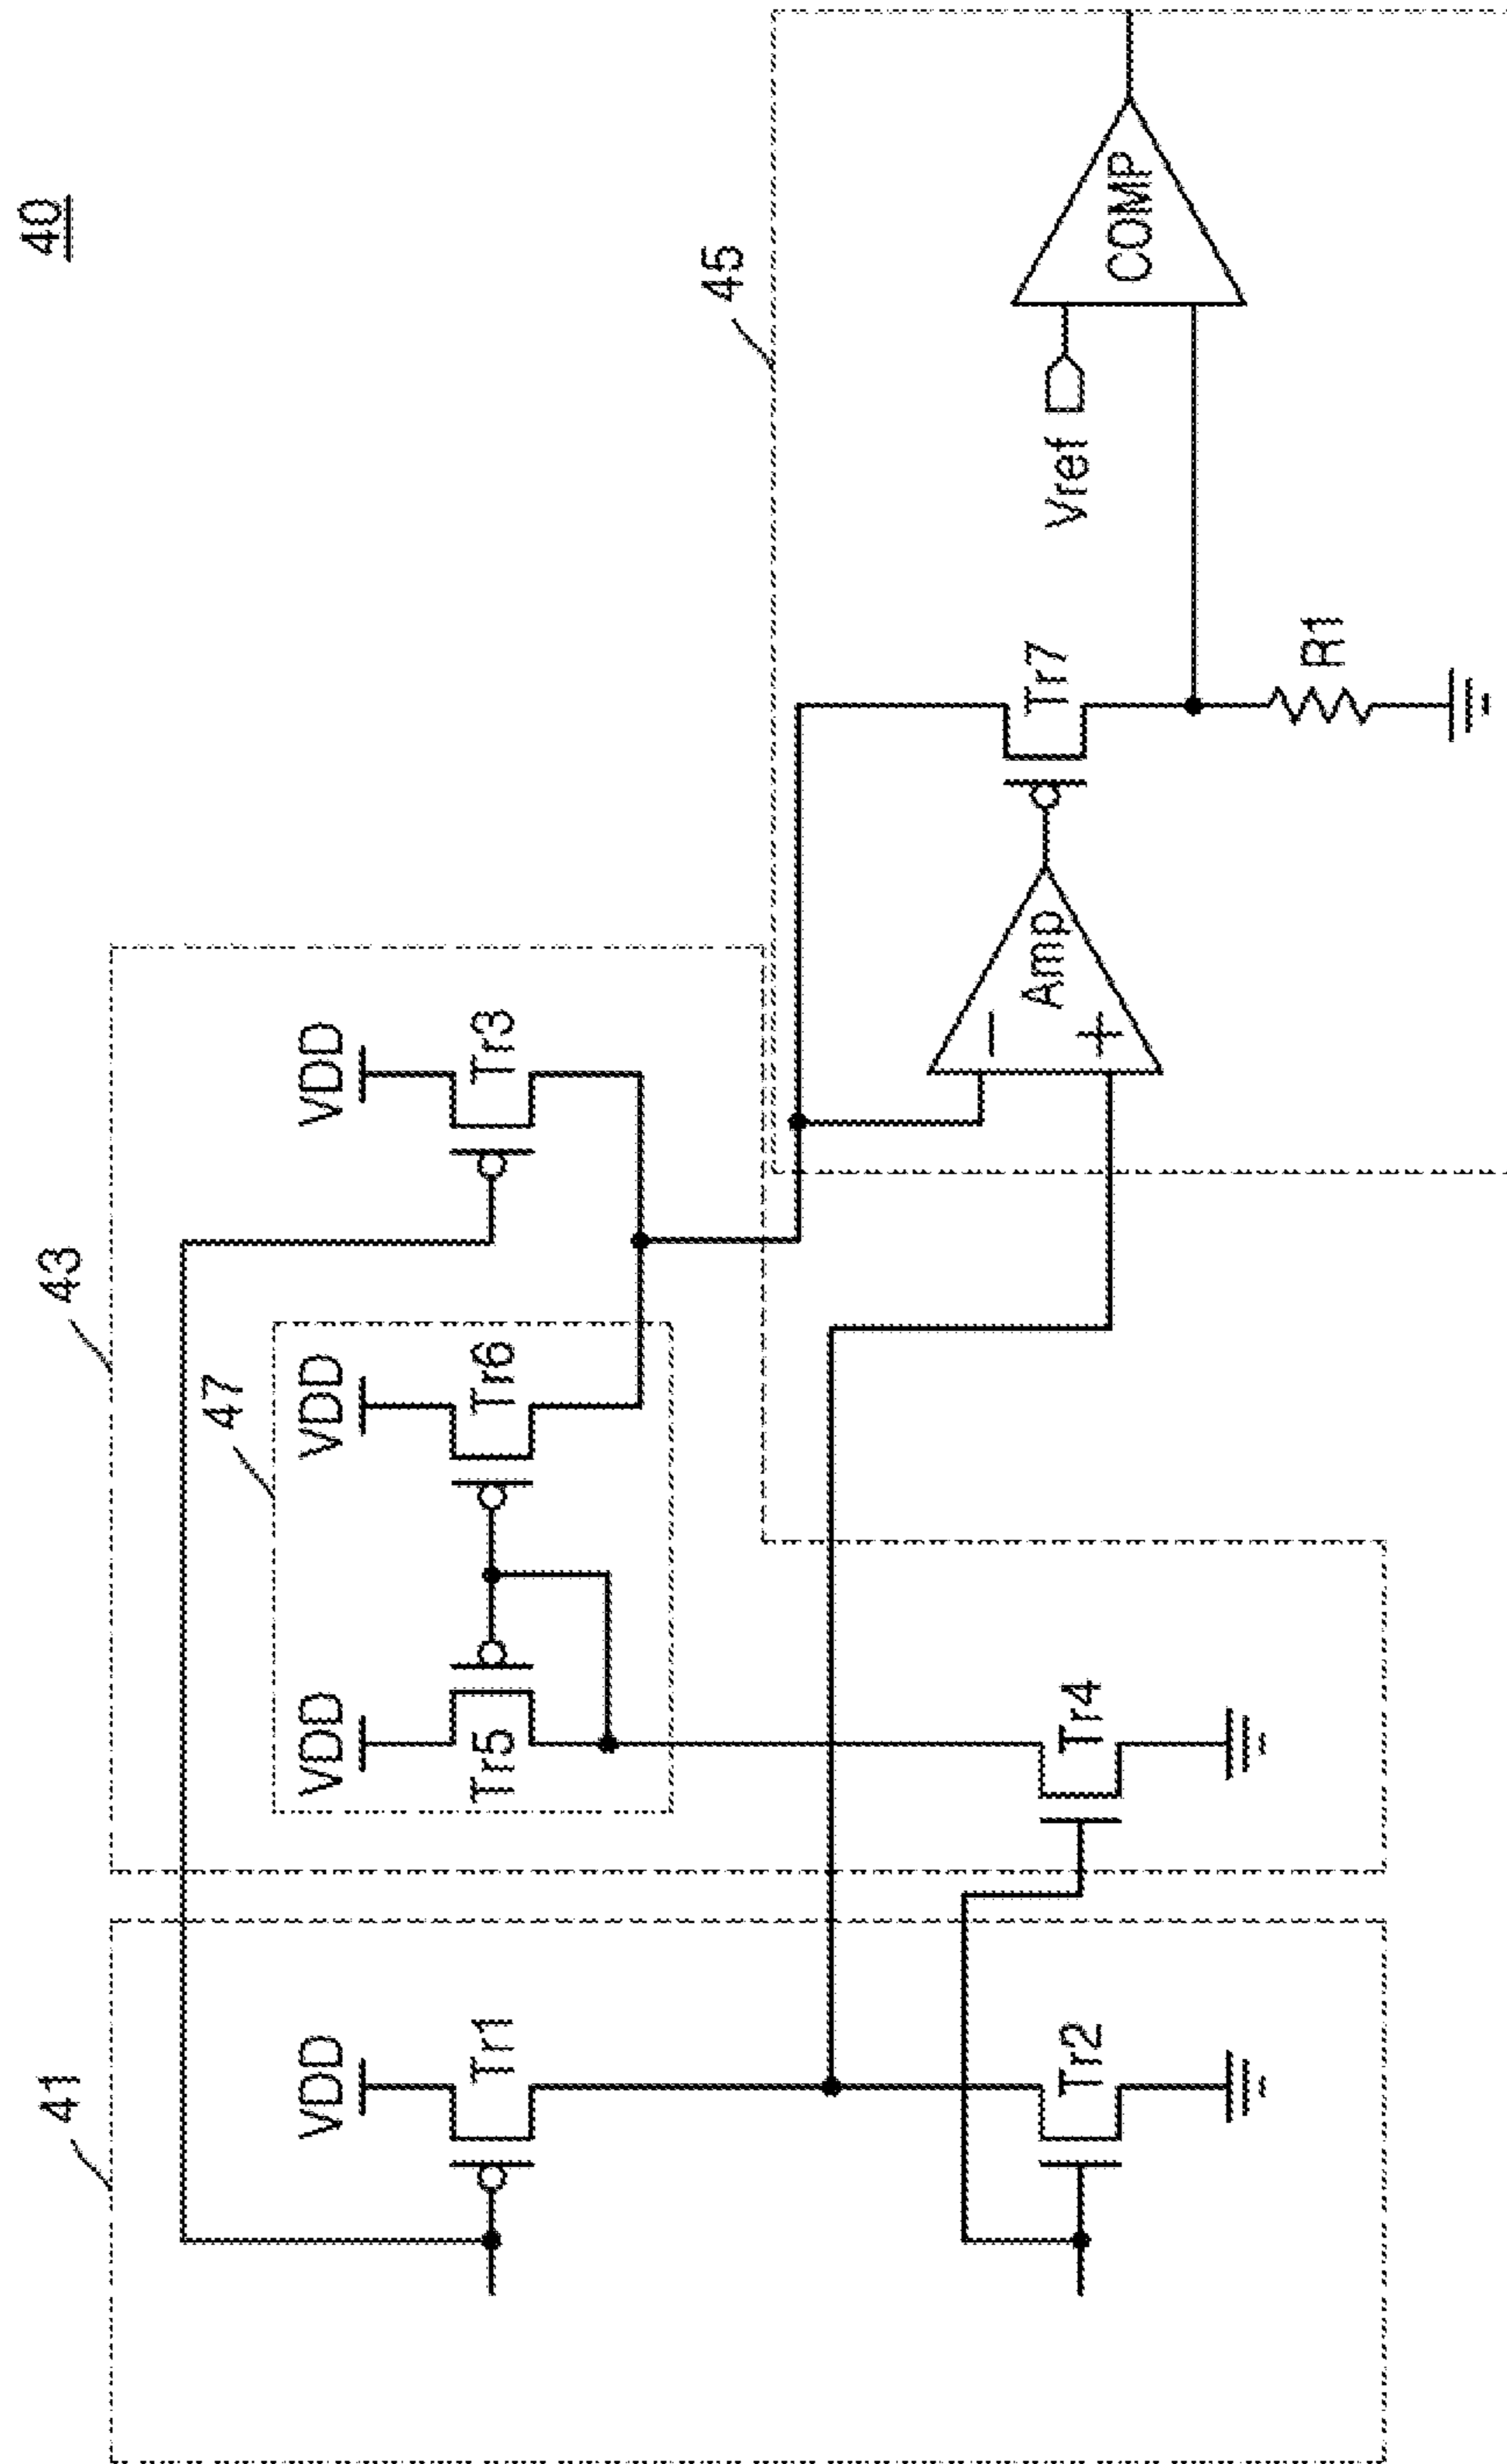 40
41
43
47
45
VDD
VDD
VDD
VDD
Tr1
Tr5
Tr6
Tr3
Tr2
Tr4
Amp
−
+
Tr7
R1
Vref
COMP